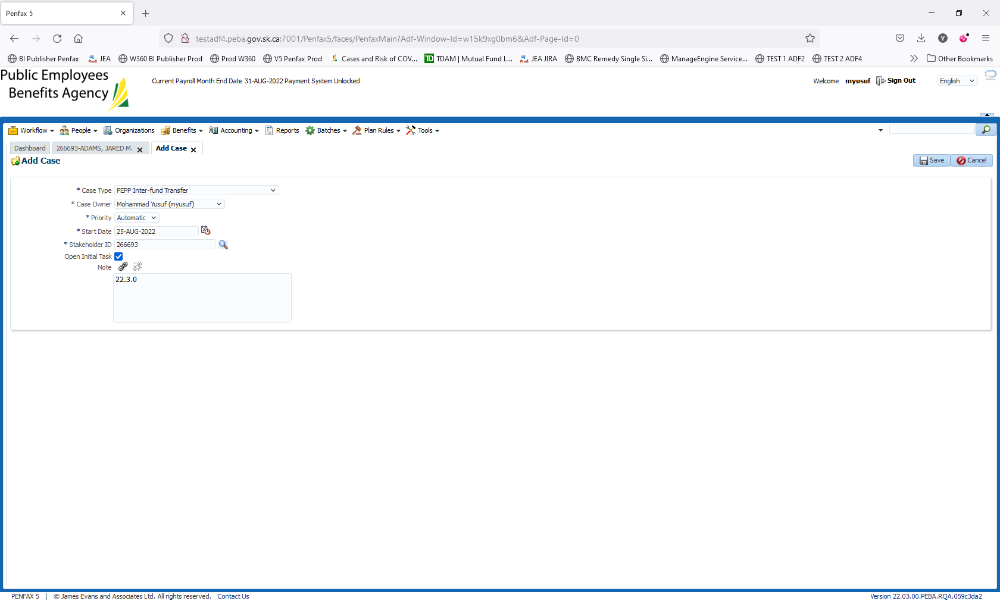 Penfax 5
testadf4.peba.gov.sk.ca:7001/Penfax5/faces/PenfaxMain?Adf-Window-Id=w15k9xg0bm6&Adf-Page-Id=0
Y
BI Publisher Penfax JEA W360 BI Publisher Prod Prod W360 V5 Penfax Prod Cases and Risk of COV... TDAM | Mutual Fund L... JEA JIRA BMC Remedy Single Si... ManageEngine Service... TEST 1 ADF2 TEST 2 ADF4 Other Bookmarks
Public Employees
Benefits Agency
Current Payroll Month End Date 31-AUG-2022 Payment System Unlocked
Welcome myusuf Sign Out English
Workflow People Organizations Benefits Accounting Reports Batches Plan Rules Tools
Dashboard 266693-ADAMS, JARED M. Add Case
Add Case Save Cancel
* Case Type PEPP Inter-fund Transfer
* Case Owner Mohammad Yusuf (myusuf)
* Priority Automatic
* Start Date 25-AUG-2022
* Stakeholder ID 266693
Open Initial Task
Note
22.3.0
PENFAX 5 | © James Evans and Associates Ltd. All rights reserved. Contact Us Version 22.03.00.PEBA.RQA.059c3da2